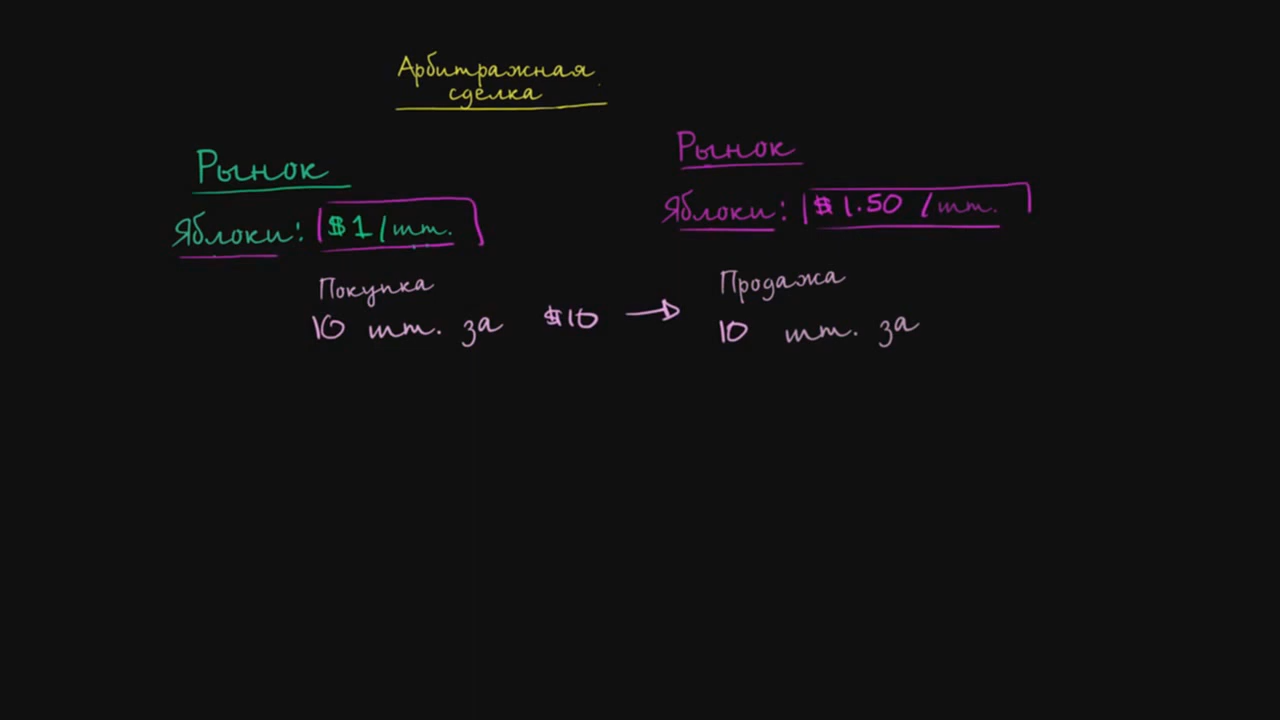 Арбитражная
сделка
Рынок
Яблоки: $1/шт.
Покупка
10 шт. за $10
Рынок
Яблоки: $1.50/шт.
Продажа
10 шт. за